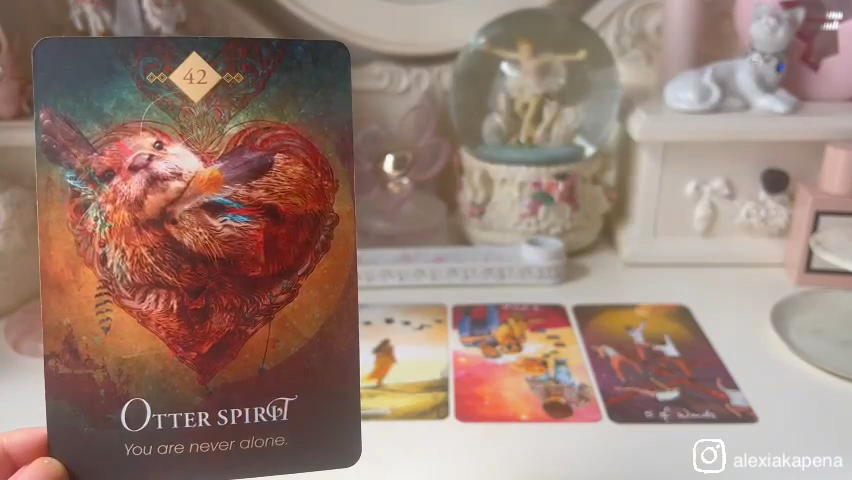 42
OTTER SPIRIT
You are never alone.
5 of Wands
alexiakapena